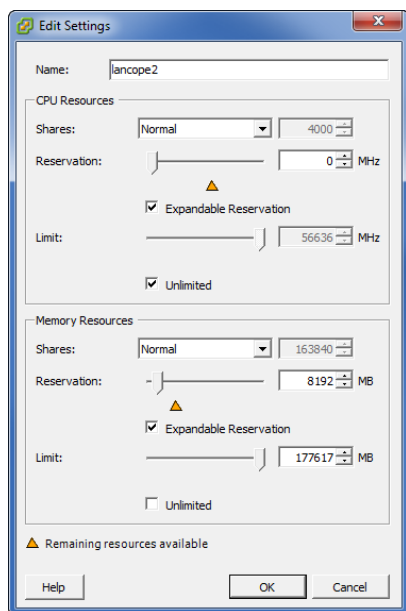 Edit Settings
Name: lancope2
CPU Resources
Shares: Normal 4000
Reservation: 0 MHz
Expandable Reservation
Limit: 56636 MHz
Unlimited
Memory Resources
Shares: Normal 163840
Reservation: 8192 MB
Expandable Reservation
Limit: 177617 MB
Unlimited
Remaining resources available
Help OK Cancel